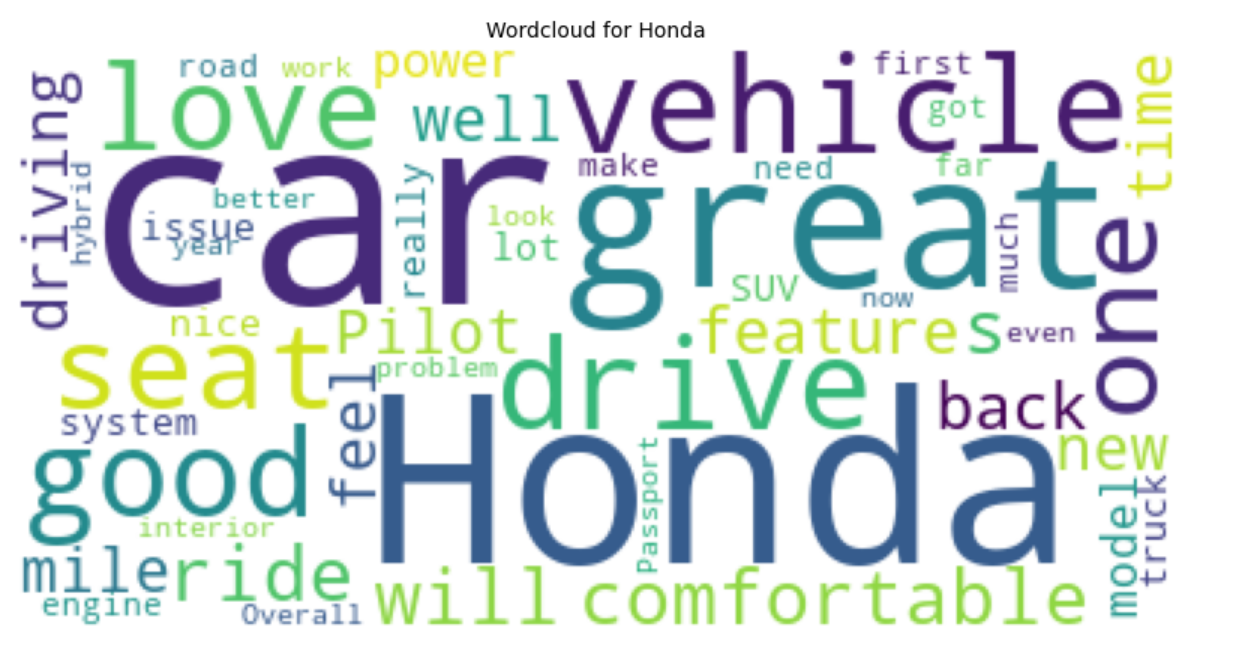 Wordcloud for Honda
driving
love
road
work
power
well
vehicle
first
got
time
hybrid
car
better
issue
year
really
look
lot
make
need
far
great
much
one
SUV
now
nice
Pilot
features
even
seat
problem
drive
system
feel
back
good
Honda
new
interior
Passport
model
truck
mile
ride
engine
Overall
will
comfortable